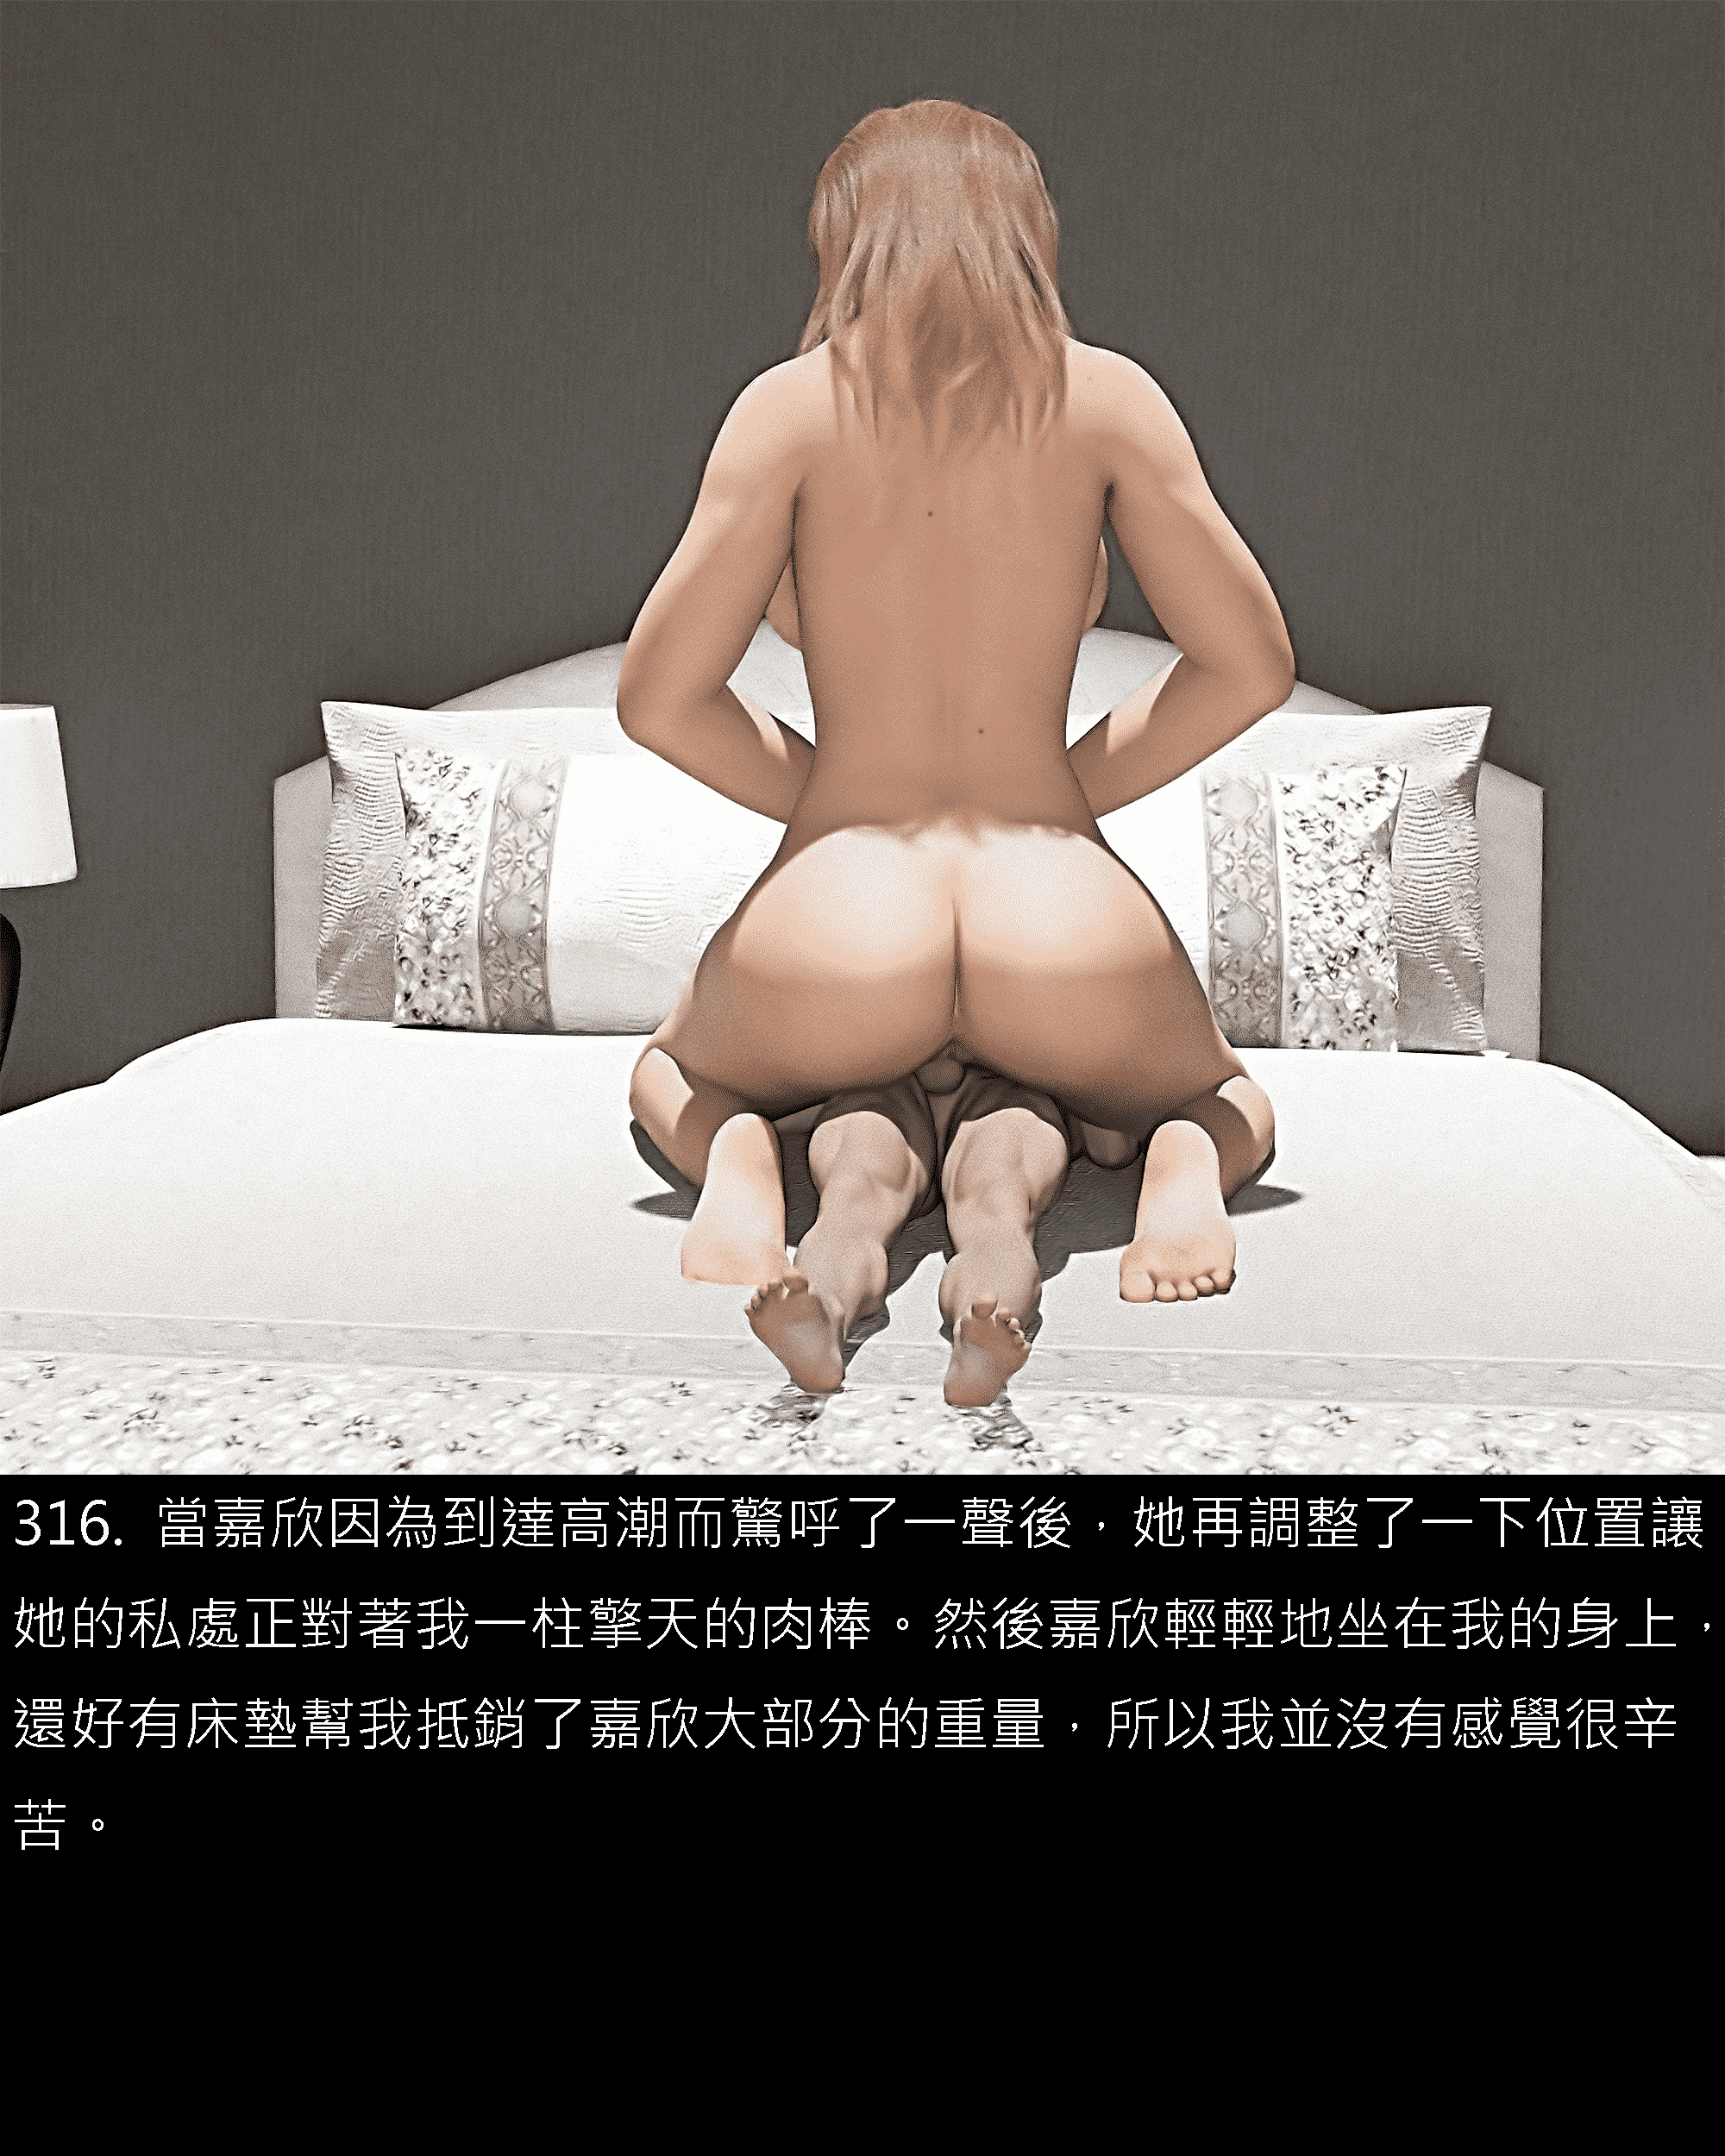 316. 當嘉欣因為到達高潮而驚呼了一聲後，她再調整了一下位置讓
她的私處正對著我一柱擎天的肉棒。然後嘉欣輕輕地坐在我的身上，
還好有床墊幫我抵銷了嘉欣大部分的重量，所以我並沒有感覺很辛
苦。